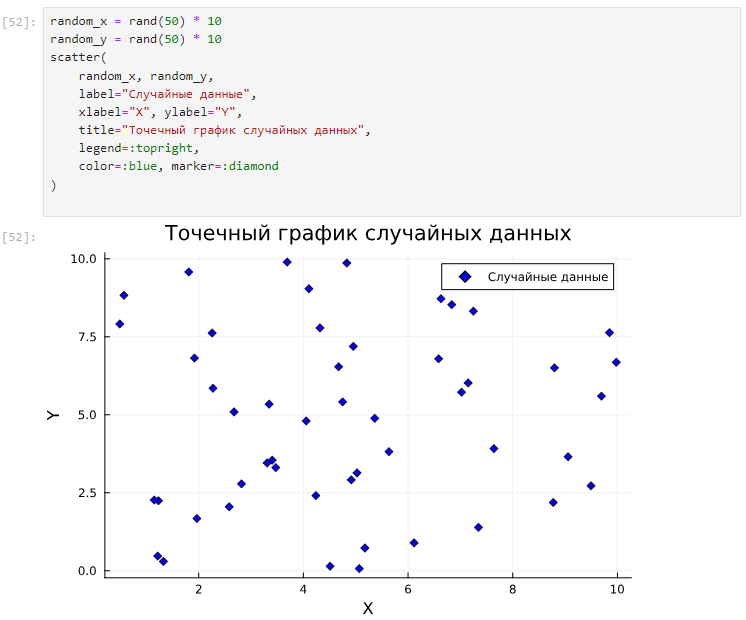 [52]:
random_x = rand(50) * 10
random_y = rand(50) * 10
scatter(
    random_x, random_y,
    label="Случайные данные",
    xlabel="X", ylabel="Y",
    title="Точечный график случайных данных",
    legend=:topright,
    color=:blue, marker=:diamond
)
[52]:
Точечный график случайных данных
Случайные данные
10.0
7.5
5.0
2.5
0.0
Y
2 4 6 8 10
X